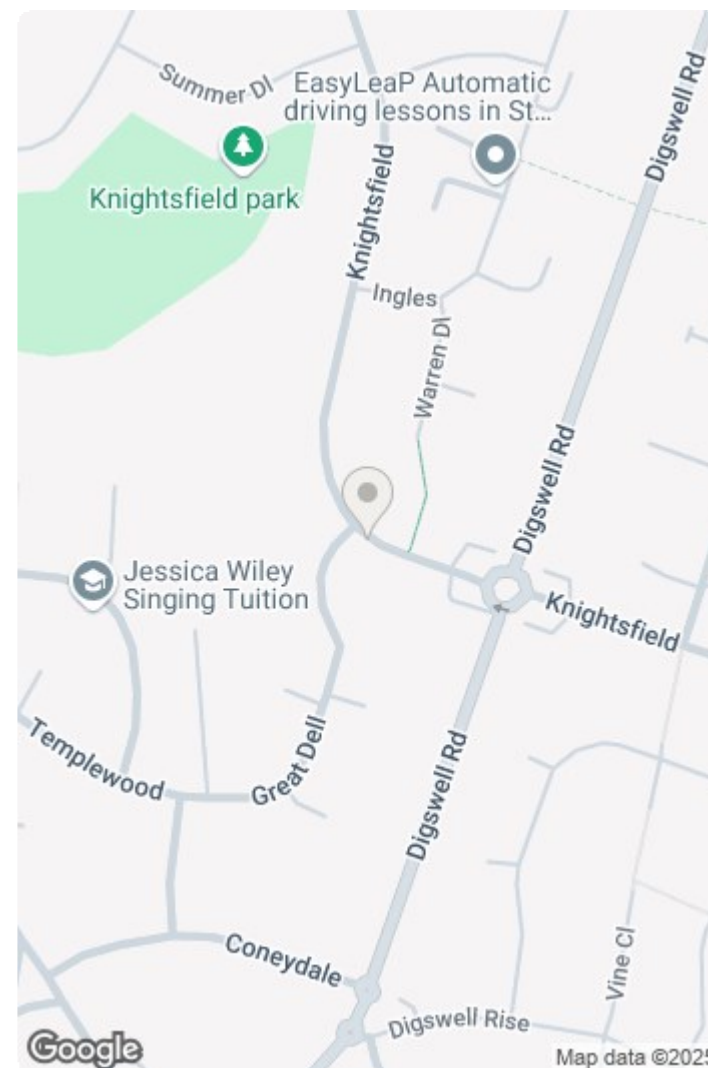 Summer Dl
EasyLeaP Automatic
driving lessons in St...
Digswell Rd
Knightsfield park
Knightsfield
Ingles
Warren Dl
Digswell Rd
Jessica Wiley
Singing Tuition
Knightsfield
Templewood
Great Dell
Digswell Rd
Coneydale
Vine Cl
Digswell Rise
Google
Map data ©2025